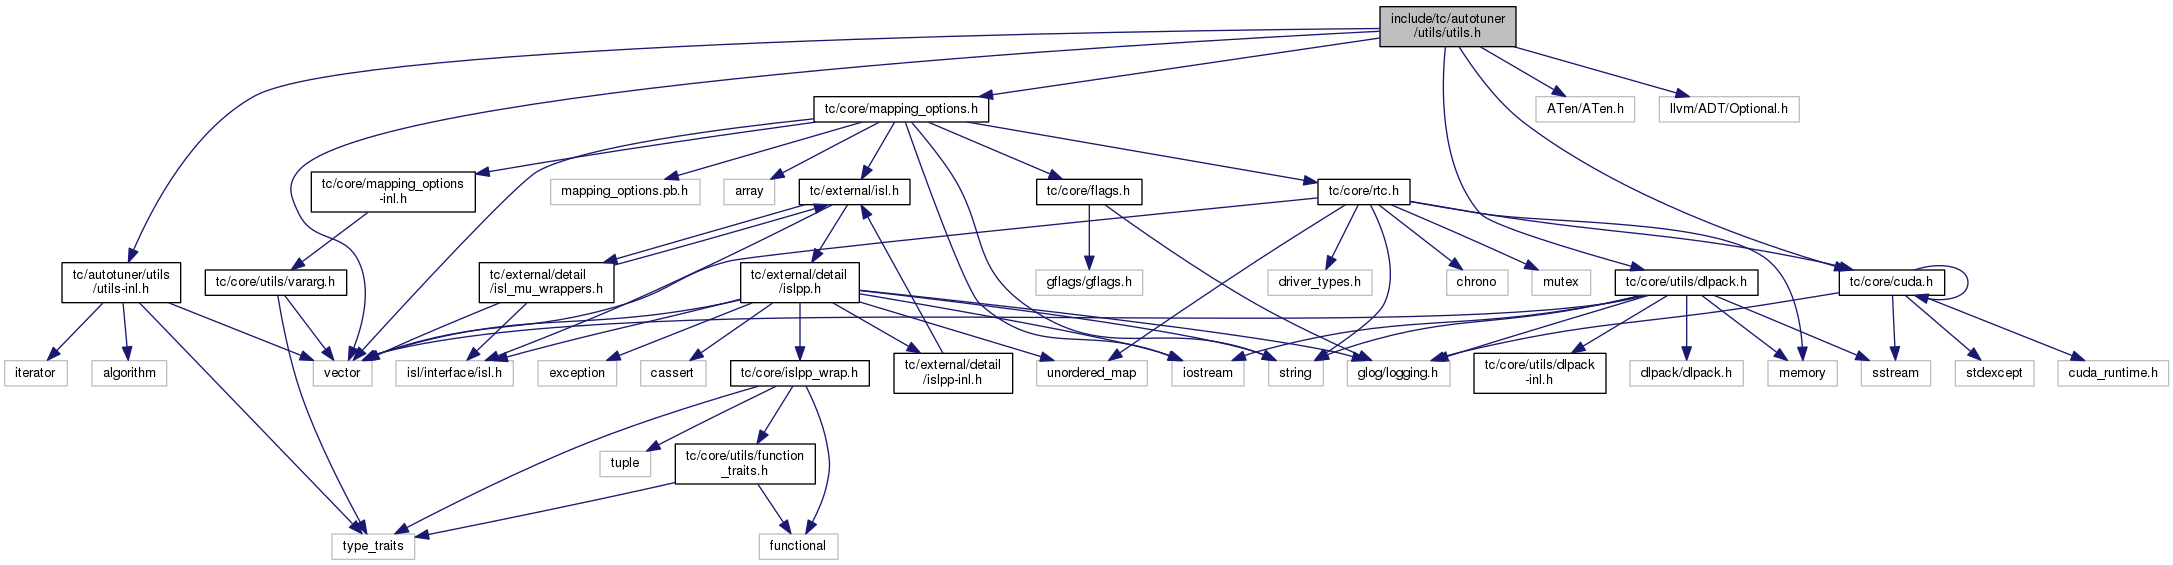 include/tc/autotuner
/utils/utils.h
tc/core/mapping_options.h
ATen/ATen.h
llvm/ADT/Optional.h
tc/core/mapping_options
-inl.h
mapping_options.pb.h
array
tc/external/isl.h
tc/core/flags.h
tc/core/rtc.h
tc/autotuner/utils
/utils-inl.h
tc/core/utils/vararg.h
tc/external/detail
/isl_mu_wrappers.h
tc/external/detail
/islpp.h
gflags/gflags.h
driver_types.h
chrono
mutex
tc/core/utils/dlpack.h
tc/core/cuda.h
iterator
algorithm
vector
isl/interface/isl.h
exception
cassert
tc/core/islpp_wrap.h
tc/external/detail
/islpp-inl.h
unordered_map
iostream
string
glog/logging.h
tc/core/utils/dlpack
-inl.h
dlpack/dlpack.h
memory
sstream
stdexcept
cuda_runtime.h
tuple
tc/core/utils/function
_traits.h
type_traits
functional